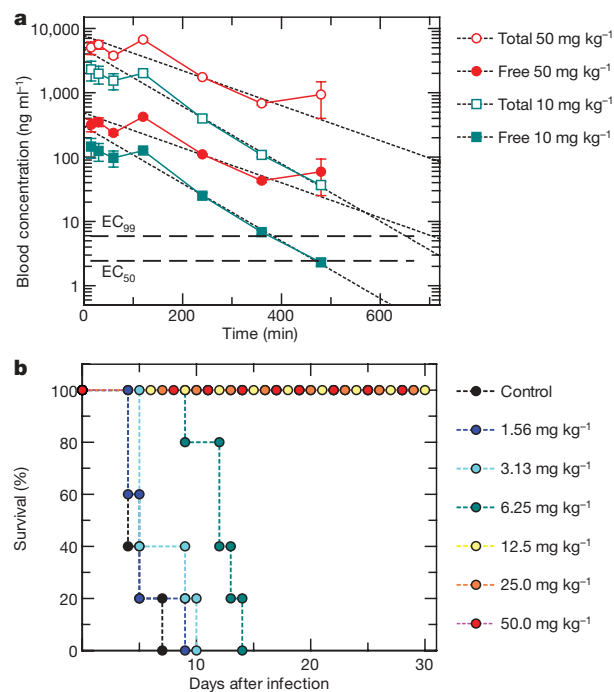 a
10,000
1,000
100
10
1
Blood concentration (ng ml⁻¹)
EC₉₉
EC₅₀
0
200
400
600
Time (min)
Total 50 mg kg⁻¹
Free 50 mg kg⁻¹
Total 10 mg kg⁻¹
Free 10 mg kg⁻¹
b
100
80
60
40
20
0
Survival (%)
10
20
30
Days after infection
Control
1.56 mg kg⁻¹
3.13 mg kg⁻¹
6.25 mg kg⁻¹
12.5 mg kg⁻¹
25.0 mg kg⁻¹
50.0 mg kg⁻¹